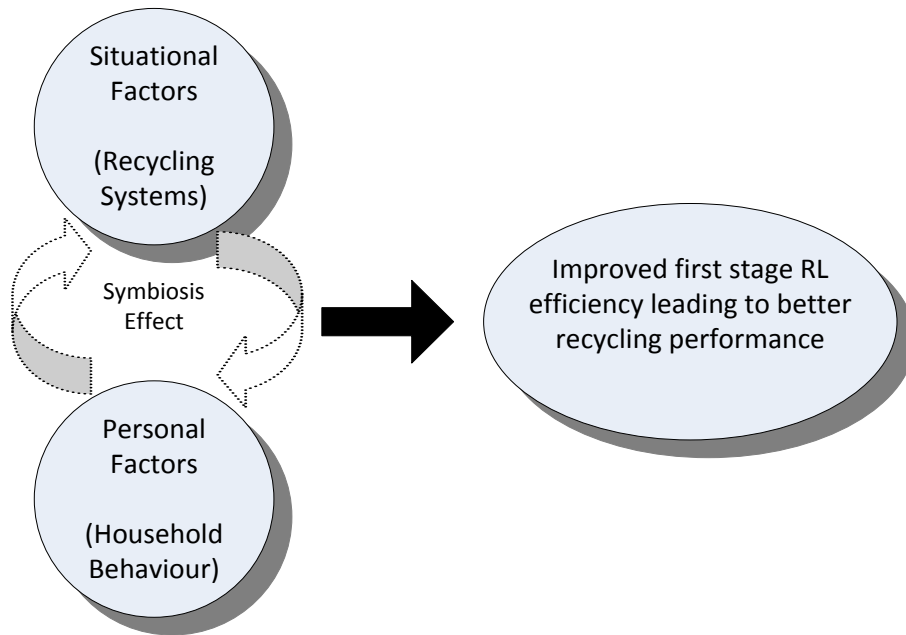 Situational
Factors
(Recycling
Systems)
Symbiosis
Effect
Personal
Factors
(Household
Behaviour)
Improved first stage RL
efficiency leading to better
recycling performance